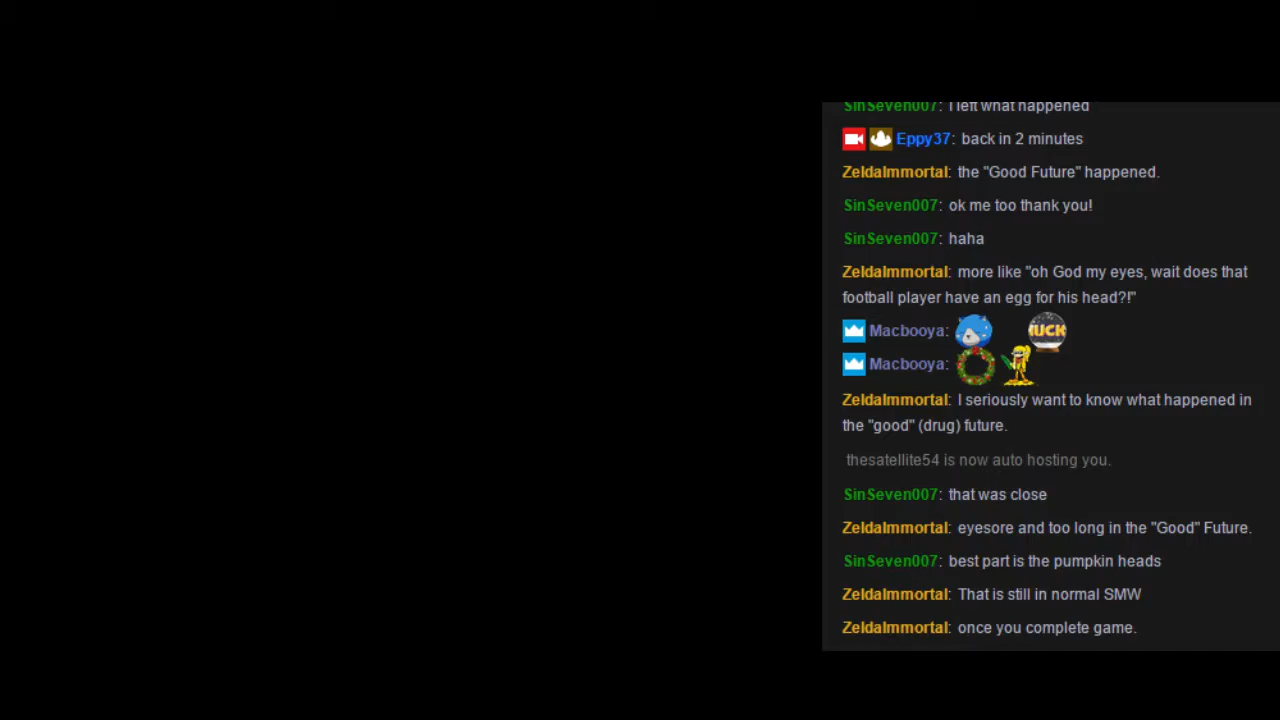 SinSeven007: I left what happened
Eppy37: back in 2 minutes
ZeldaImmortal: the "Good Future" happened.
SinSeven007: ok me too thank you!
SinSeven007: haha
ZeldaImmortal: more like "oh God my eyes, wait does that
football player have an egg for his head?!"
Macbooya: HUCK
Macbooya:
ZeldaImmortal: I seriously want to know what happened in
the "good" (drug) future.
thesatellite54 is now auto hosting you.
SinSeven007: that was close
ZeldaImmortal: eyesore and too long in the "Good" Future.
SinSeven007: best part is the pumpkin heads
ZeldaImmortal: That is still in normal SMW
ZeldaImmortal: once you complete game.